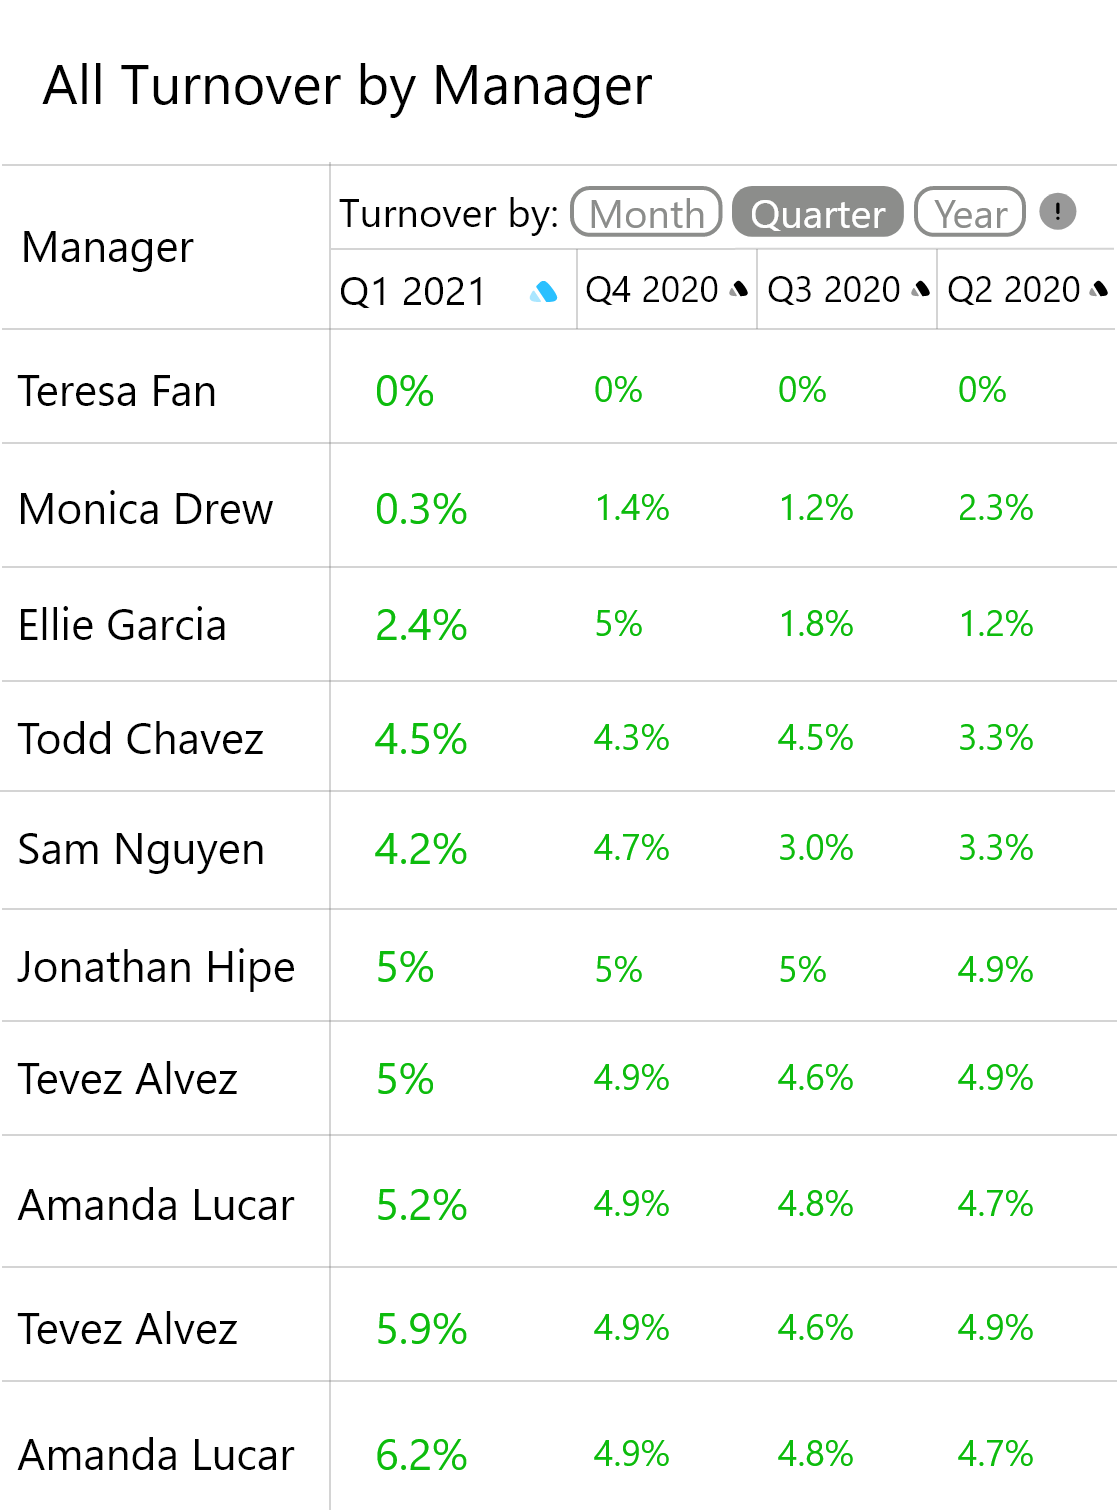 All Turnover by Manager
Manager
Turnover by: Month Quarter Year !
Q1 2021 Q4 2020 Q3 2020 Q2 2020
Teresa Fan 0% 0% 0% 0%
Monica Drew 0.3% 1.4% 1.2% 2.3%
Ellie Garcia 2.4% 5% 1.8% 1.2%
Todd Chavez 4.5% 4.3% 4.5% 3.3%
Sam Nguyen 4.2% 4.7% 3.0% 3.3%
Jonathan Hipe 5% 5% 5% 4.9%
Tevez Alvez 5% 4.9% 4.6% 4.9%
Amanda Lucar 5.2% 4.9% 4.8% 4.7%
Tevez Alvez 5.9% 4.9% 4.6% 4.9%
Amanda Lucar 6.2% 4.9% 4.8% 4.7%